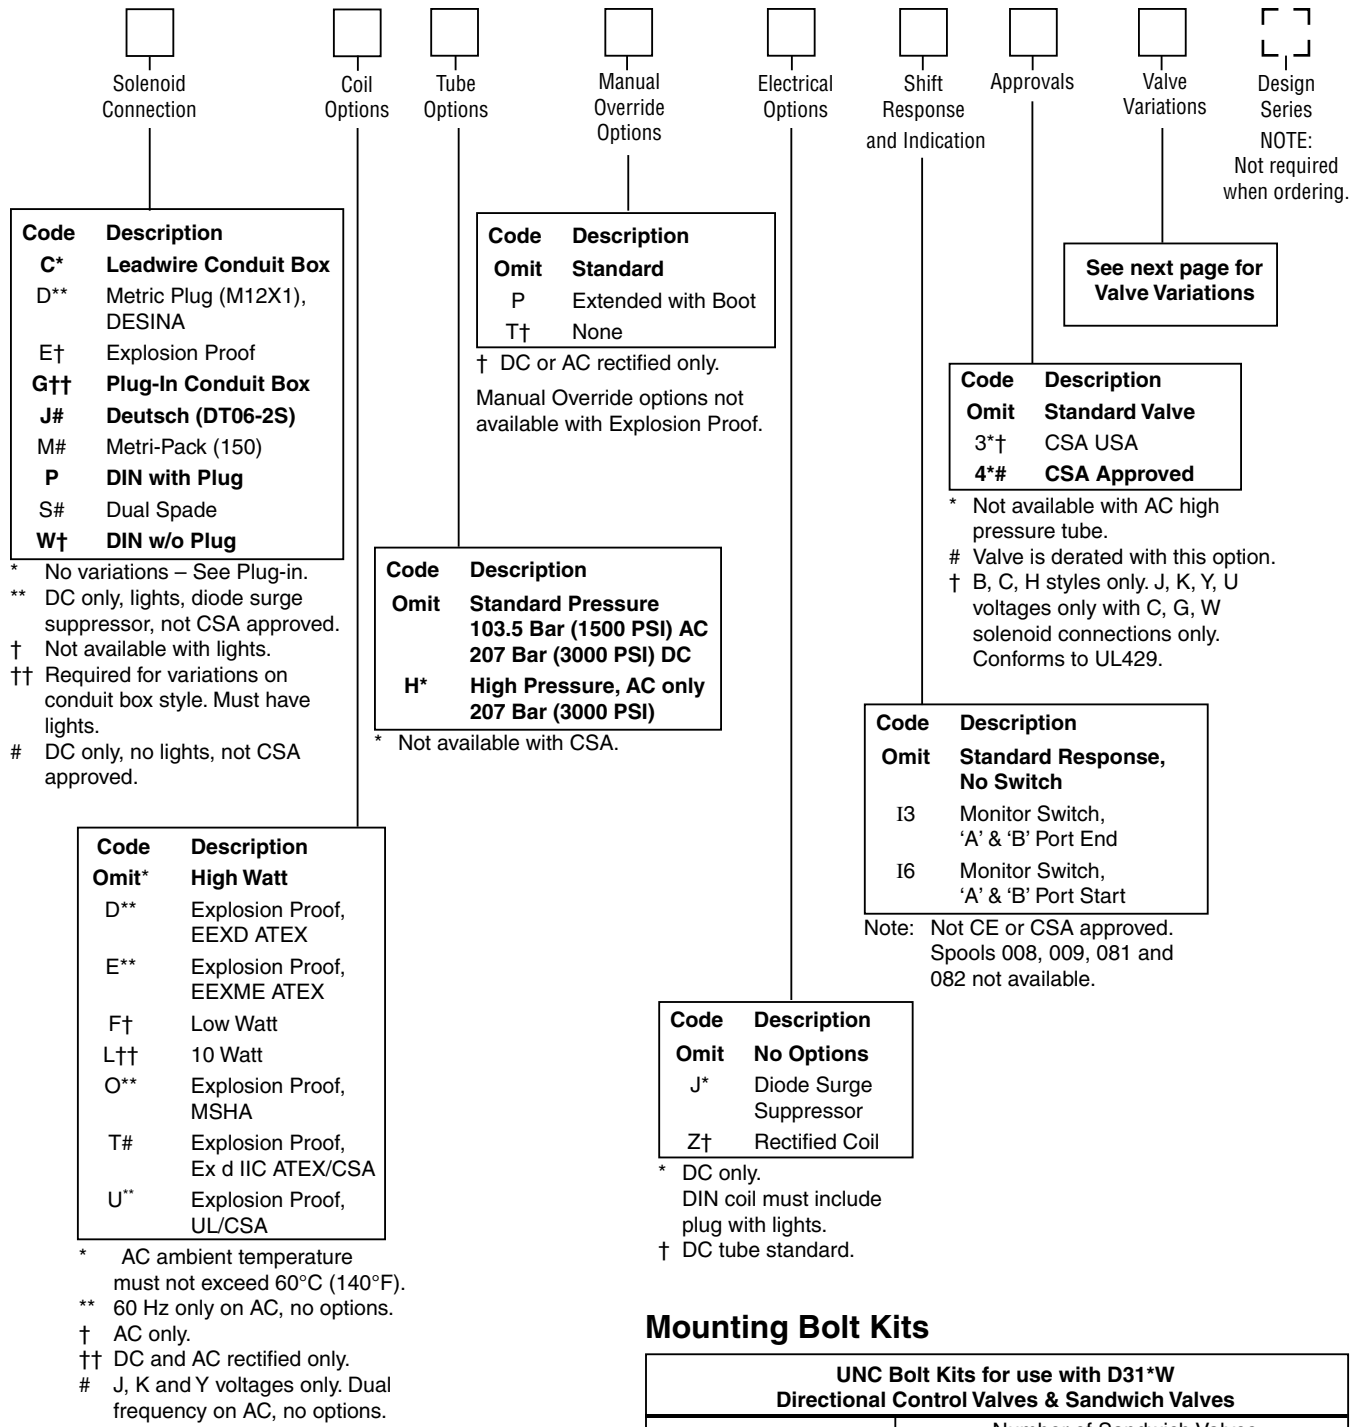 Solenoid
Connection
Coil
Options
Tube
Options
Manual
Override
Options
Electrical
Options
Shift
Response
and Indication
Approvals
Valve
Variations
Design
Series
NOTE:
Not required
when ordering.
Code Description
C* Leadwire Conduit Box
D** Metric Plug (M12X1),
DESINA
E† Explosion Proof
G†† Plug-In Conduit Box
J# Deutsch (DT06-2S)
M# Metri-Pack (150)
P DIN with Plug
S# Dual Spade
W† DIN w/o Plug
* No variations – See Plug-in.
** DC only, lights, diode surge
suppressor, not CSA approved.
† Not available with lights.
†† Required for variations on
conduit box style. Must have
lights.
# DC only, no lights, not CSA
approved.
Code Description
Omit* High Watt
D** Explosion Proof,
EEXD ATEX
E** Explosion Proof,
EEXME ATEX
F† Low Watt
L†† 10 Watt
O** Explosion Proof,
MSHA
T# Explosion Proof,
Ex d IIC ATEX/CSA
U** Explosion Proof,
UL/CSA
* AC ambient temperature
must not exceed 60°C (140°F).
** 60 Hz only on AC, no options.
† AC only.
†† DC and AC rectified only.
# J, K and Y voltages only. Dual
frequency on AC, no options.
Code Description
Omit Standard Pressure
103.5 Bar (1500 PSI) AC
207 Bar (3000 PSI) DC
H* High Pressure, AC only
207 Bar (3000 PSI)
* Not available with CSA.
Code Description
Omit Standard
P Extended with Boot
T† None
† DC or AC rectified only.
Manual Override options not
available with Explosion Proof.
Code Description
Omit No Options
J* Diode Surge
Suppressor
Z† Rectified Coil
* DC only.
DIN coil must include
plug with lights.
† DC tube standard.
Code Description
Omit Standard Response,
No Switch
I3 Monitor Switch,
‘A’ & ‘B’ Port End
I6 Monitor Switch,
‘A’ & ‘B’ Port Start
Note: Not CE or CSA approved.
Spools 008, 009, 081 and
082 not available.
Code Description
Omit Standard Valve
3*† CSA USA
4*# CSA Approved
* Not available with AC high
pressure tube.
# Valve is derated with this option.
† B, C, H styles only. J, K, Y, U
voltages only with C, G, W
solenoid connections only.
Conforms to UL429.
See next page for
Valve Variations
Mounting Bolt Kits
UNC Bolt Kits for use with D31*W
Directional Control Valves & Sandwich Valves
Number of Sandwich Valves